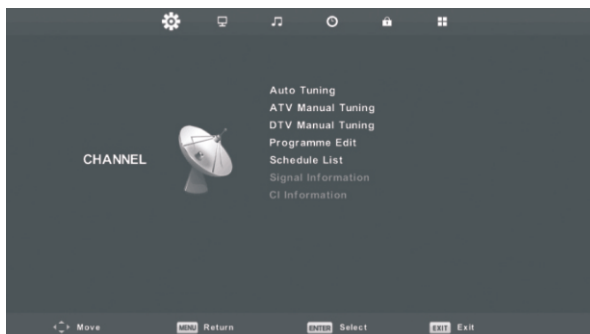 Auto Tuning
ATV Manual Tuning
DTV Manual Tuning
Programme Edit
CHANNEL
Schedule List
Signal Information
CI Information
Move MENU Return ENTER Select EXIT Exit